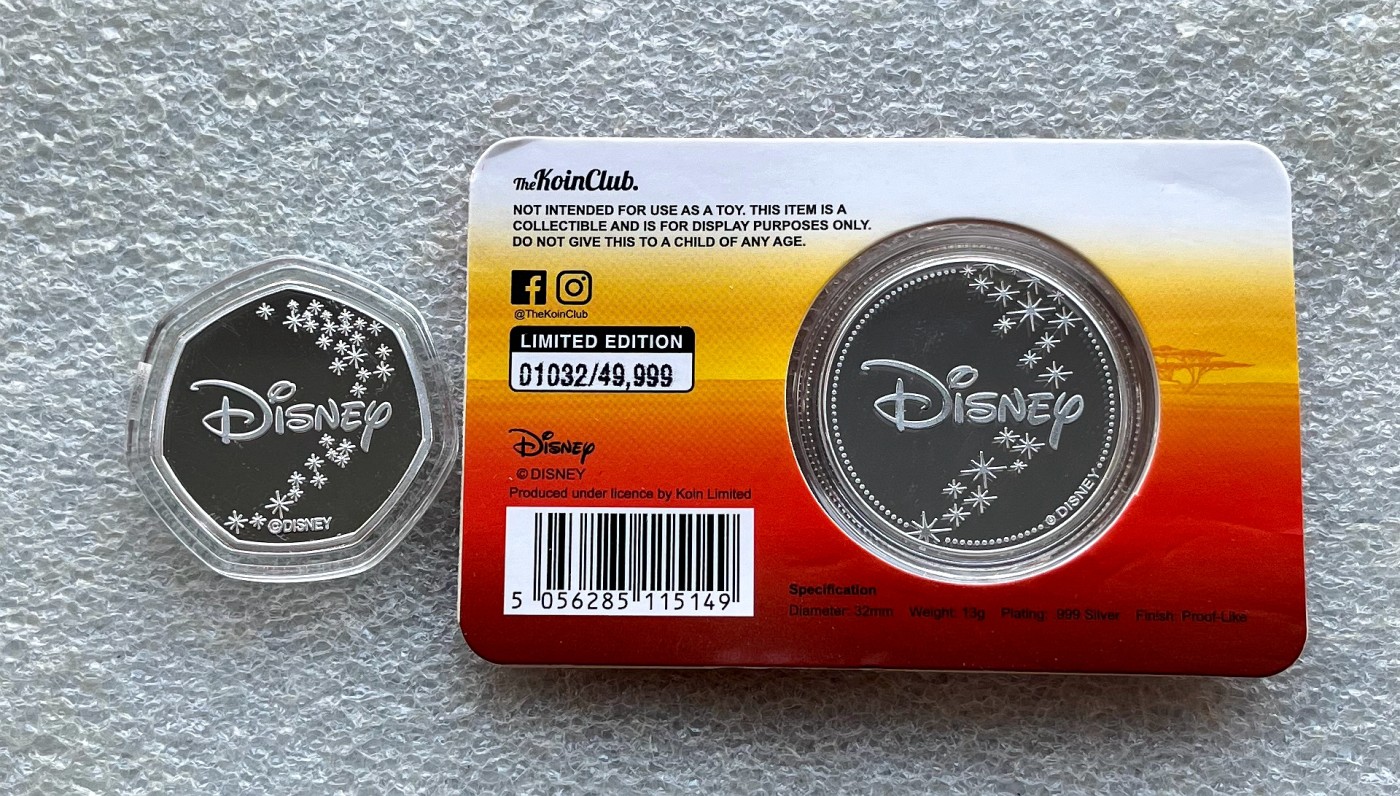 DISNEY
©DISNEY
TheKoinClub.
NOT INTENDED FOR USE AS A TOY. THIS ITEM IS A
COLLECTIBLE AND IS FOR DISPLAY PURPOSES ONLY.
DO NOT GIVE THIS TO A CHILD OF ANY AGE.
@TheKoinClub
LIMITED EDITION
01032/49,999
DISNEY
© DISNEY
Produced under licence by Koin Limited
5 056285 115149
DISNEY
©DISNEY
Specification
Diameter: 32mm Weight: 13g Plating: .999 Silver Finish: Proof-Like